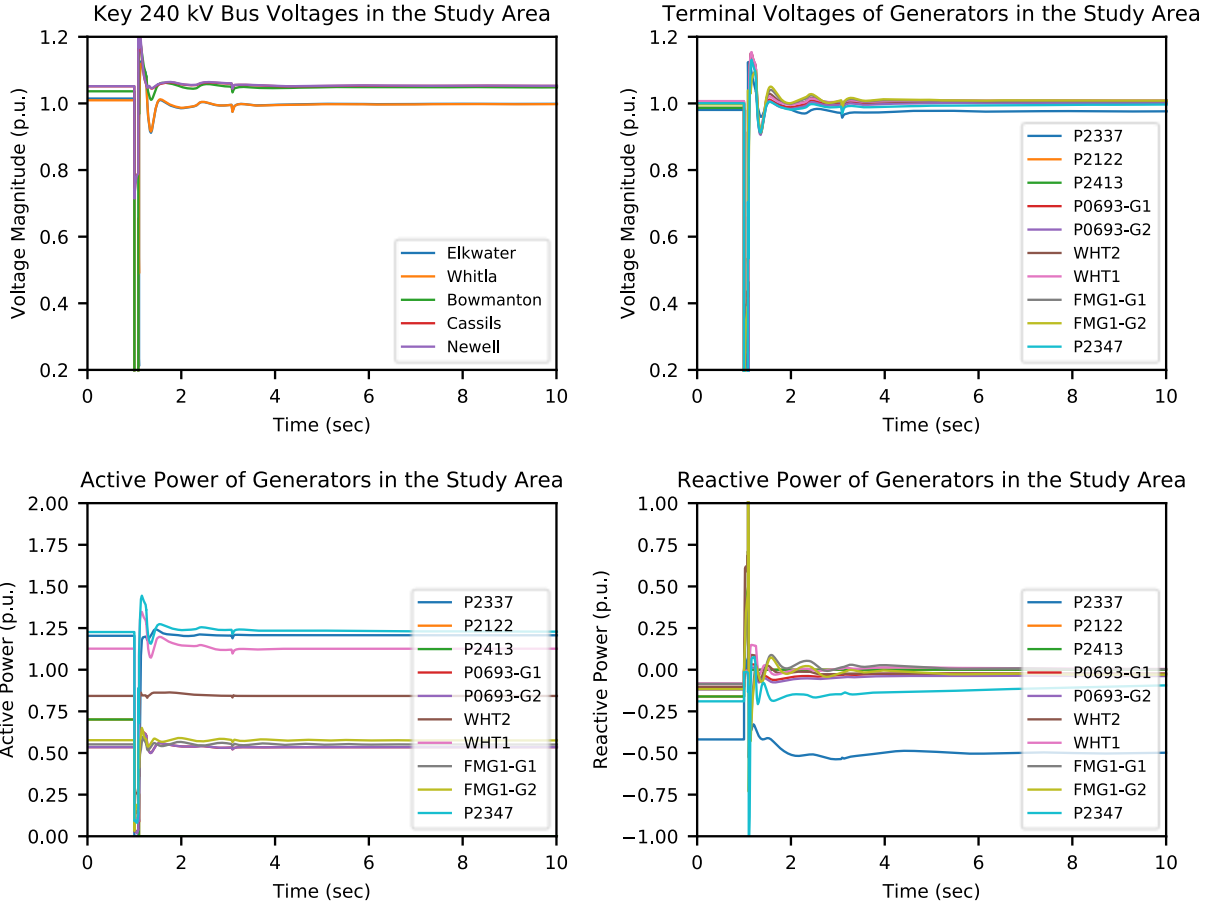 Key 240 kV Bus Voltages in the Study Area
1.2
1.0
0.8
0.6
0.4
0.2
Voltage Magnitude (p.u.)
Elkwater
Whitla
Bowmanton
Cassils
Newell
0 2 4 6 8 10
Time (sec)
Terminal Voltages of Generators in the Study Area
1.2
1.0
0.8
0.6
0.4
0.2
Voltage Magnitude (p.u.)
P2337
P2122
P2413
P0693-G1
P0693-G2
WHT2
WHT1
FMG1-G1
FMG1-G2
P2347
0 2 4 6 8 10
Time (sec)
Active Power of Generators in the Study Area
2.00
1.75
1.50
1.25
1.00
0.75
0.50
0.25
0.00
Active Power (p.u.)
P2337
P2122
P2413
P0693-G1
P0693-G2
WHT2
WHT1
FMG1-G1
FMG1-G2
P2347
0 2 4 6 8 10
Time (sec)
Reactive Power of Generators in the Study Area
1.00
0.75
0.50
0.25
0.00
−0.25
−0.50
−0.75
−1.00
Reactive Power (p.u.)
P2337
P2122
P2413
P0693-G1
P0693-G2
WHT2
WHT1
FMG1-G1
FMG1-G2
P2347
0 2 4 6 8 10
Time (sec)